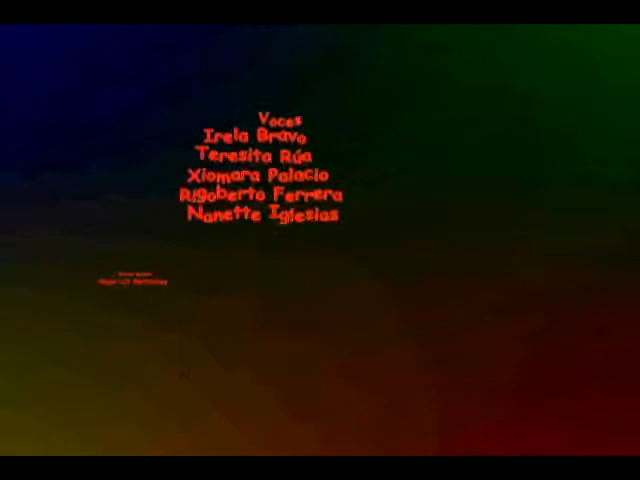 Voces
Irela Bravo
Teresita Rúa
Xiomara Palacio
Rigoberto Ferrera
Nanette Iglesias